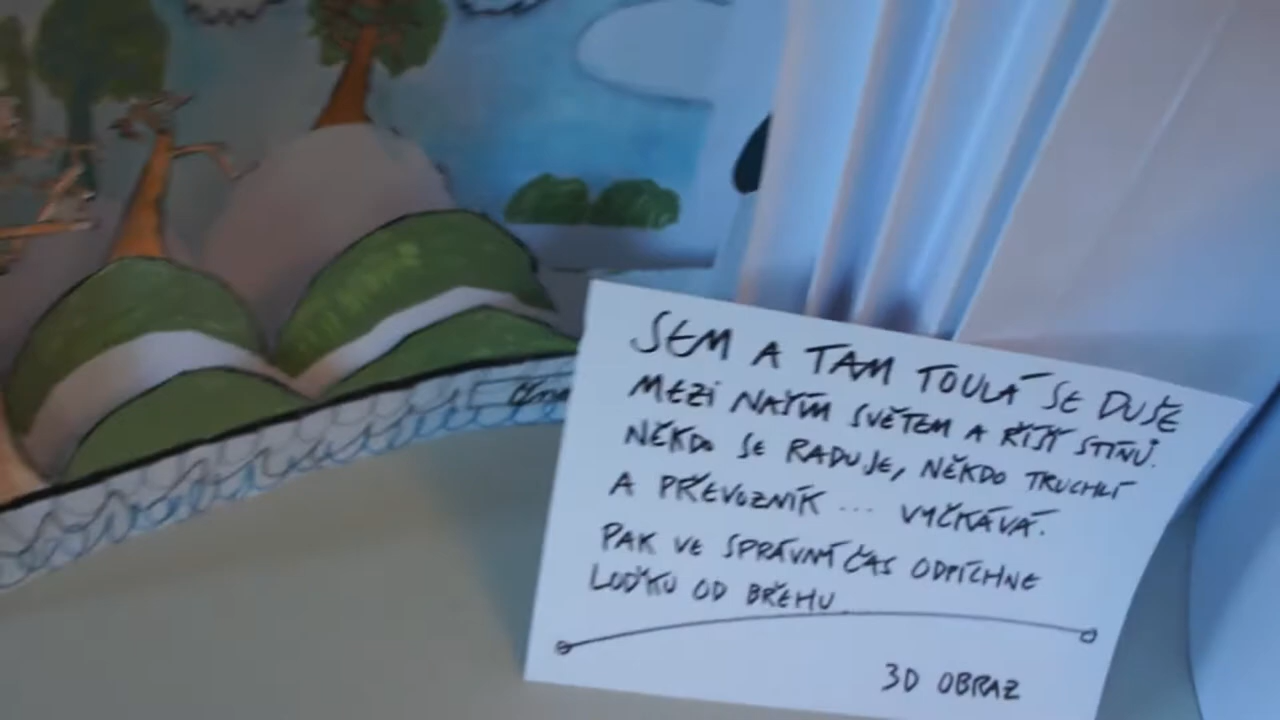 SEM A TAM TOULÁ SE DUŠE
MEZI NAŠÍM SVĚTEM A ŘÍŠÍ STÍNŮ.
NĚKDO SE RADUJE, NĚKDO TRUCHLÍ
A PŘEVOZNÍK ... VYČKÁVÁ.
PAK VE SPRÁVNÝ ČAS ODPÍCHNE
LOĎKU OD BŘEHU
3D OBRAZ